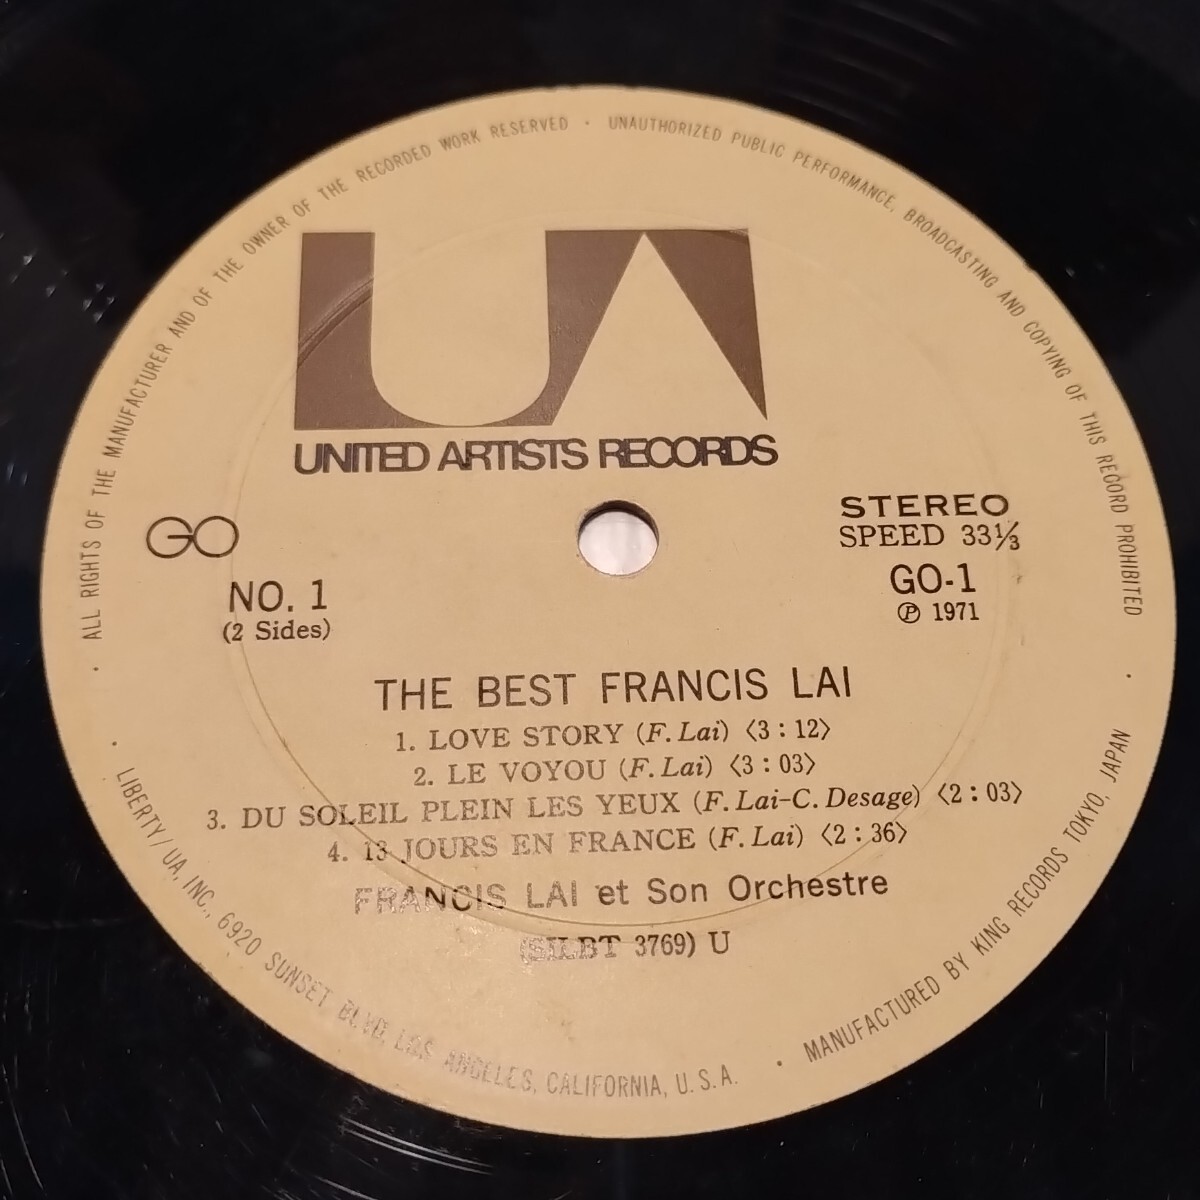 ALL RIGHTS OF THE MANUFACTURER AND OF THE OWNER OF THE RECORDED WORK RESERVED · UNAUTHORIZED PUBLIC PERFORMANCE, BROADCASTING AND COPYING OF THIS RECORD PROHIBITED
UA
UNITED ARTISTS RECORDS
GO
NO. 1
(2 Sides)
STEREO
SPEED 33⅓
GO-1
Ⓟ 1971
THE BEST FRANCIS LAI
1. LOVE STORY (F. Lai) 〈3 : 12〉
2. LE VOYOU (F. Lai) 〈3 : 03〉
3. DU SOLEIL PLEIN LES YEUX (F. Lai-C. Desage) 〈2 : 03〉
4. 13 JOURS EN FRANCE (F. Lai) 〈2 : 36〉
FRANCIS LAI et Son Orchestre
(SILBT 3769) U
· LIBERTY/UA, INC., 6920 SUNSET BLVD. LOS ANGELES, CALIFORNIA, U.S.A. · MANUFACTURED BY KING RECORDS TOKYO, JAPAN ·